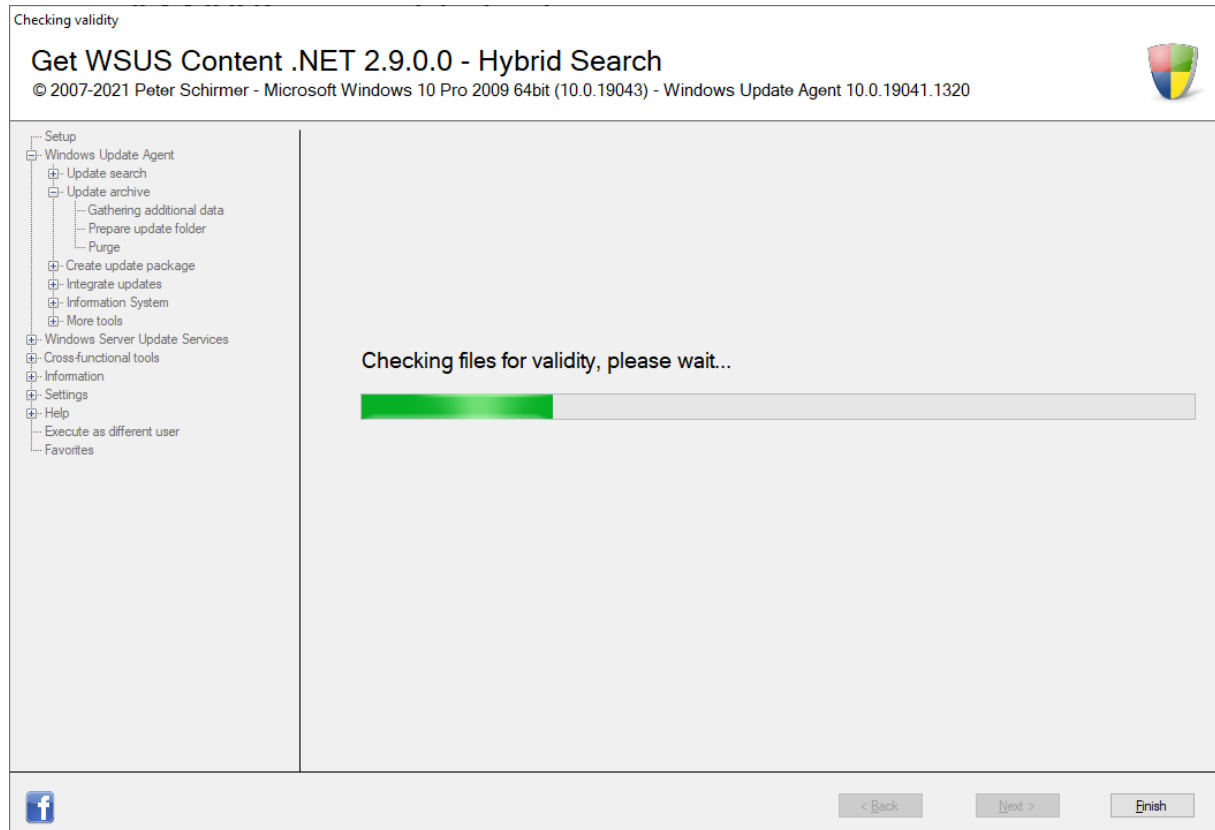 Checking validity
Get WSUS Content .NET 2.9.0.0 - Hybrid Search
© 2007-2021 Peter Schirmer - Microsoft Windows 10 Pro 2009 64bit (10.0.19043) - Windows Update Agent 10.0.19041.1320
Setup
Windows Update Agent
Update search
Update archive
Gathering additional data
Prepare update folder
Purge
Create update package
Integrate updates
Information System
More tools
Windows Server Update Services
Cross-functional tools
Information
Settings
Help
Execute as different user
Favorites
Checking files for validity, please wait...
< Back
Next >
Finish